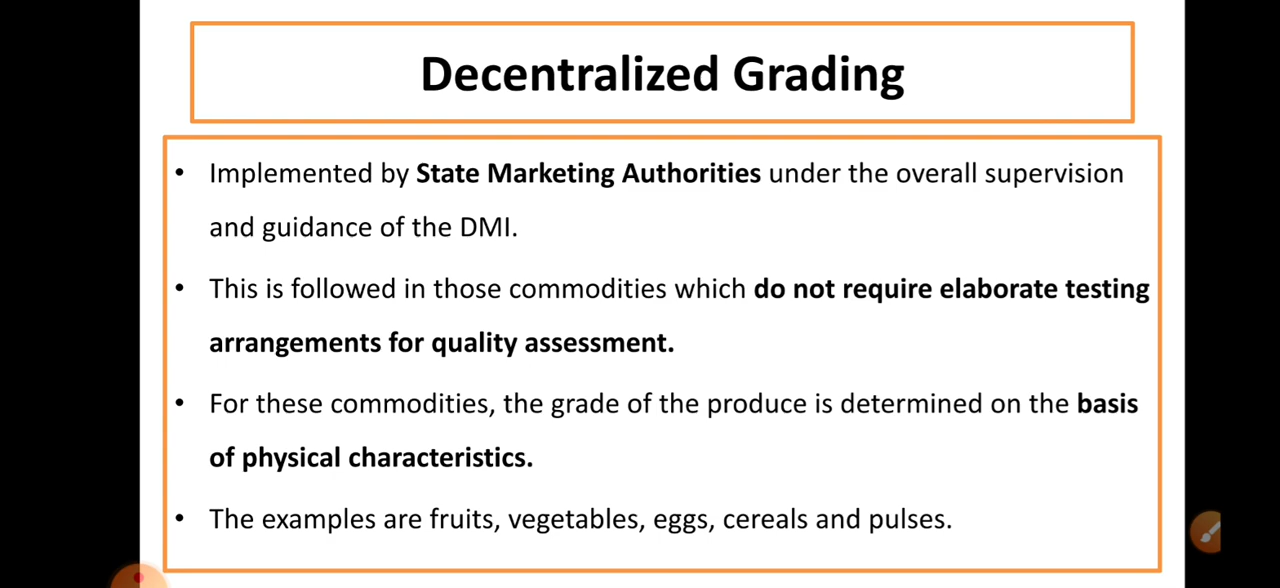 Decentralized Grading
• Implemented by State Marketing Authorities under the overall supervision
and guidance of the DMI.
• This is followed in those commodities which do not require elaborate testing
arrangements for quality assessment.
• For these commodities, the grade of the produce is determined on the basis
of physical characteristics.
• The examples are fruits, vegetables, eggs, cereals and pulses.